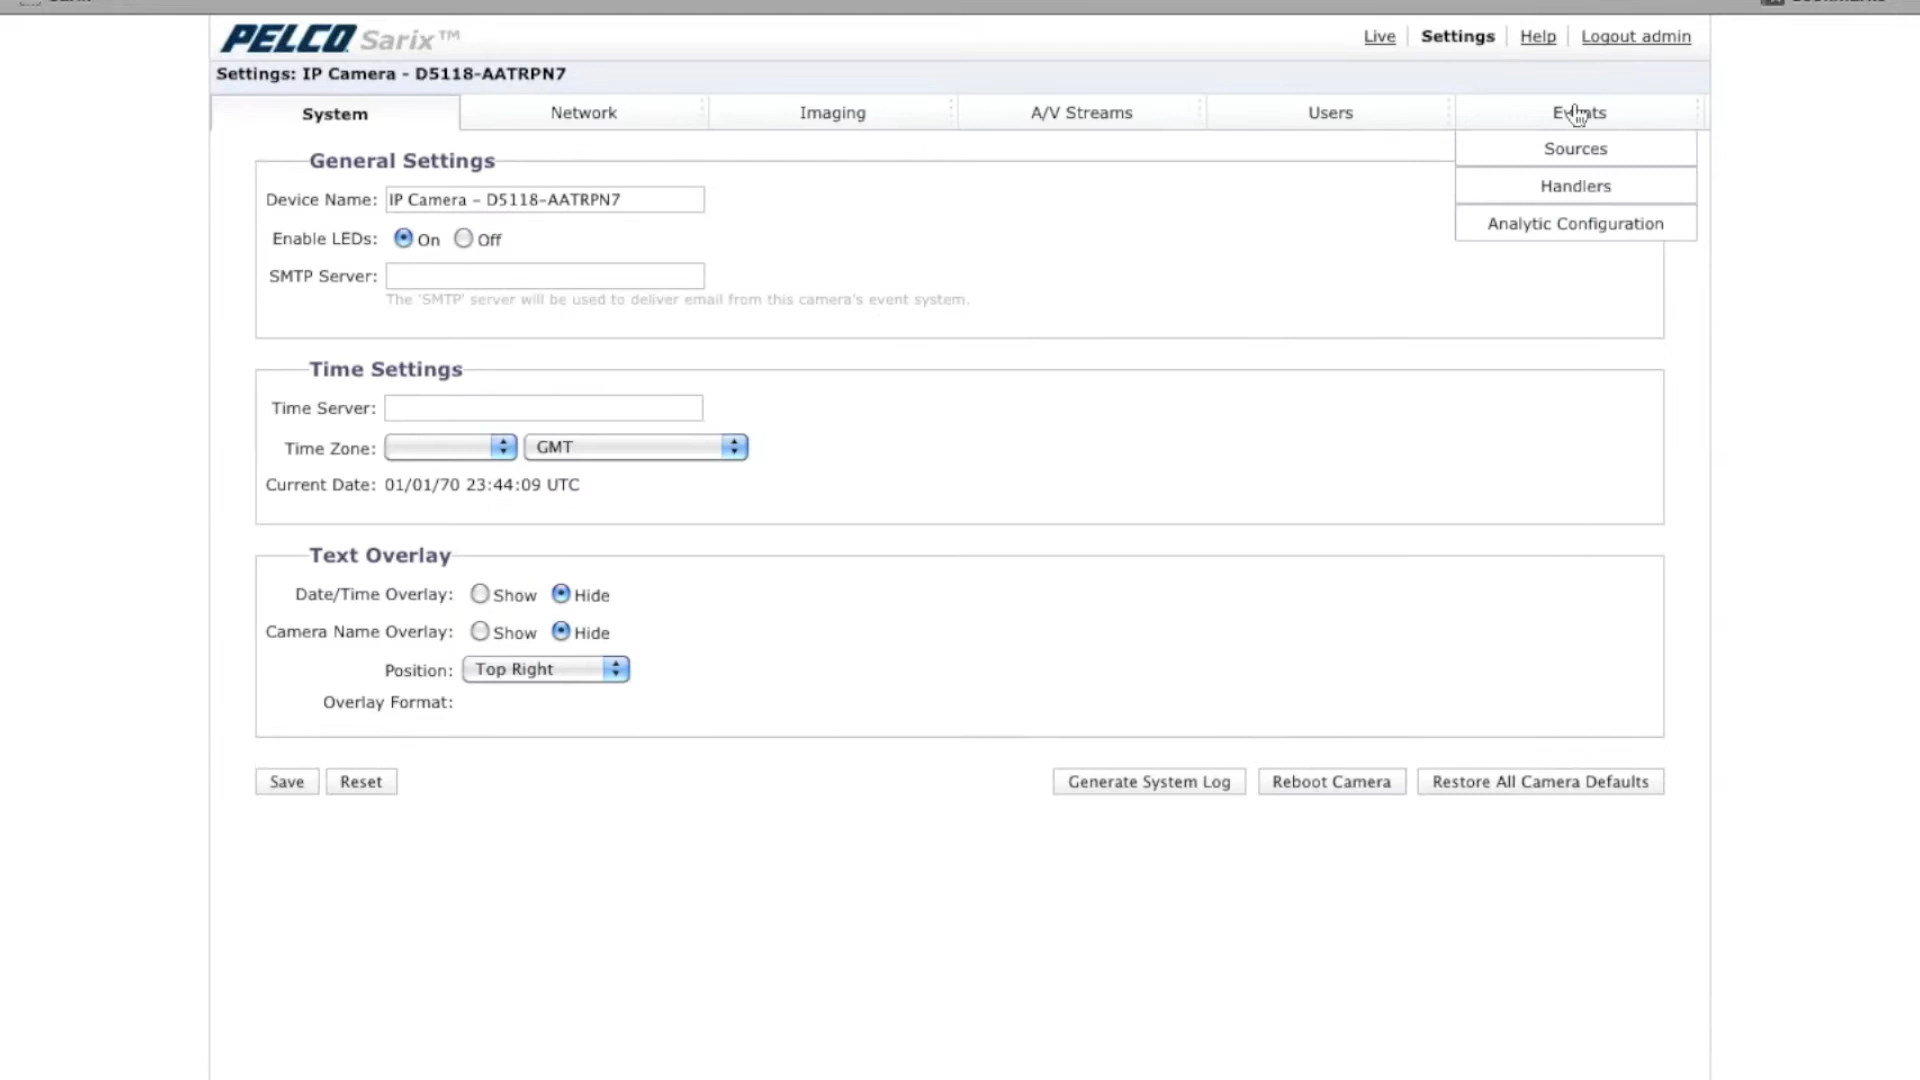 PELCO Sarix™
Live Settings Help Logout admin
Settings: IP Camera - D5118-AATRPN7
System Network Imaging A/V Streams Users Events
Sources
Handlers
Analytic Configuration
General Settings
Device Name: IP Camera – D5118-AATRPN7
Enable LEDs: On Off
SMTP Server:
The 'SMTP' server will be used to deliver email from this camera's event system.
Time Settings
Time Server:
Time Zone: GMT
Current Date: 01/01/70 23:44:09 UTC
Text Overlay
Date/Time Overlay: Show Hide
Camera Name Overlay: Show Hide
Position: Top Right
Overlay Format:
Save Reset Generate System Log Reboot Camera Restore All Camera Defaults